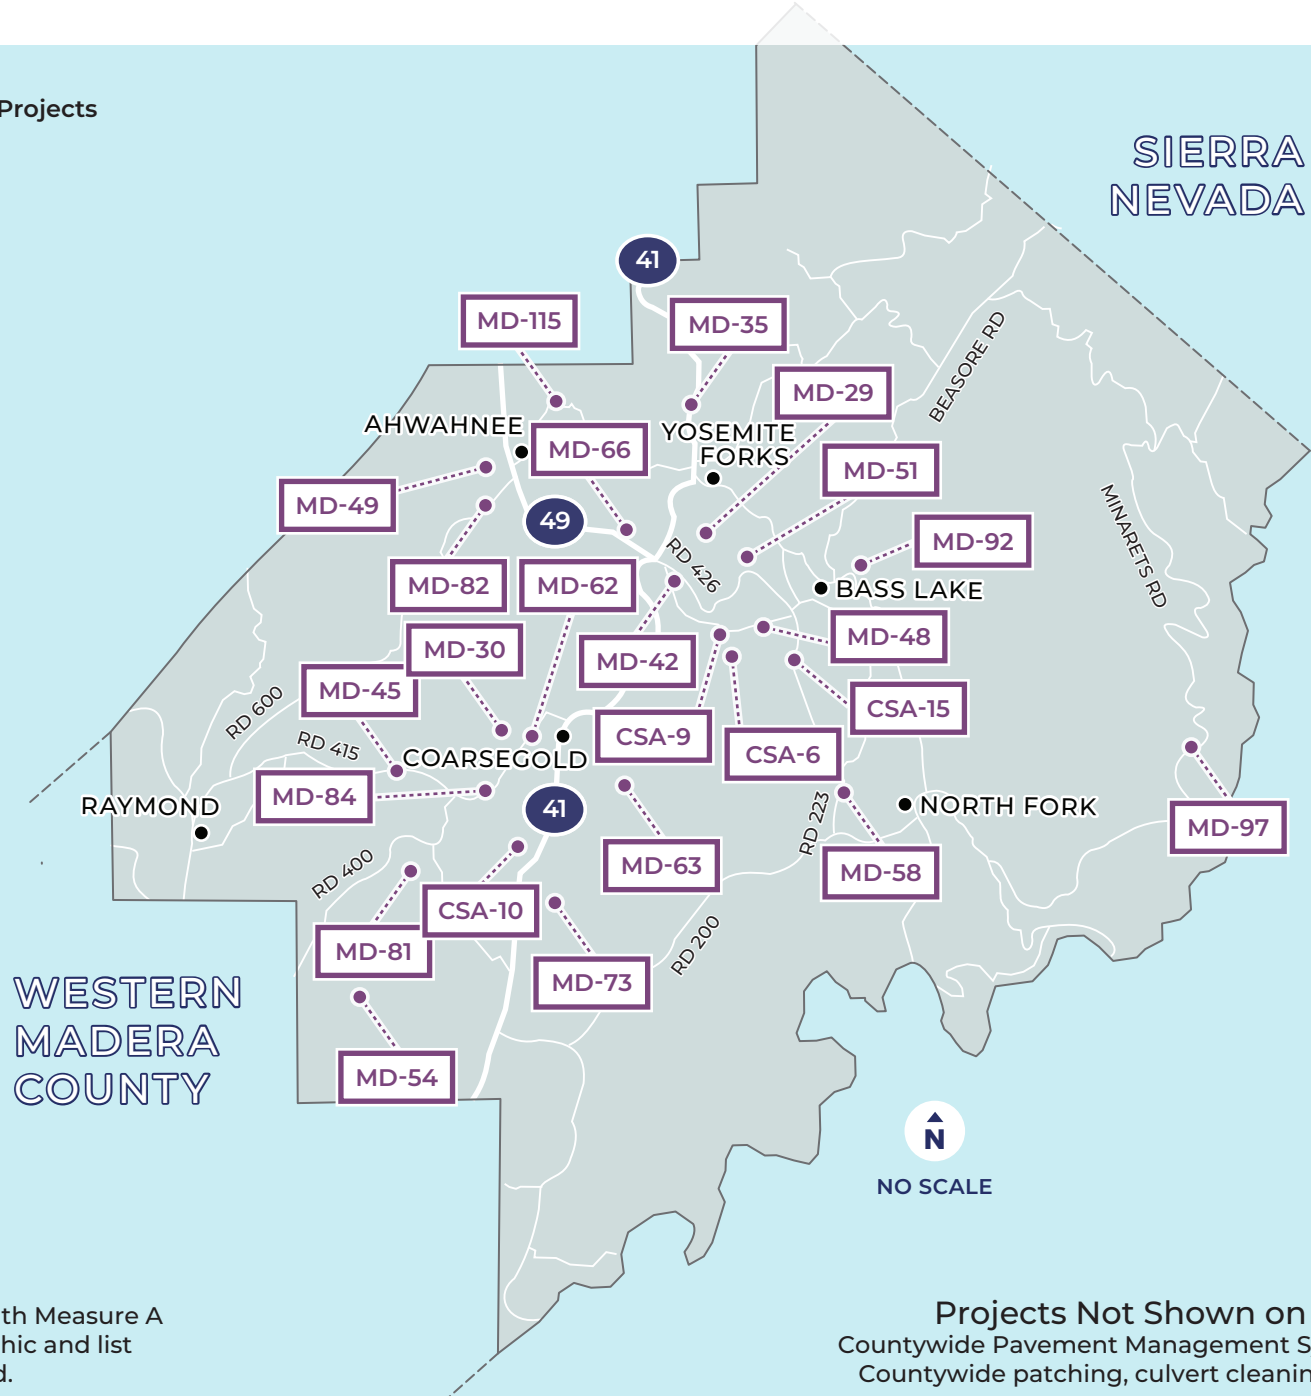 Projects
SIERRA
NEVADA
41
MD-115
MD-35
BEASORE RD
MD-29
AHWAHNEE
MD-66
YOSEMITE
FORKS
MD-51
MD-49
49
MINARETS RD
MD-92
RD 426
MD-82
MD-62
BASS LAKE
MD-48
MD-30
MD-42
MD-45
CSA-15
RD 600
CSA-9
RD 415
CSA-6
COARSEGOLD
MD-84
41
RAYMOND
NORTH FORK
RD 223
MD-97
MD-63
MD-58
RD 400
CSA-10
RD 200
MD-81
MD-73
WESTERN
MADERA
COUNTY
MD-54
N
NO SCALE
th Measure A
hic and list
d.
Projects Not Shown on
Countywide Pavement Management S
Countywide patching, culvert cleanin